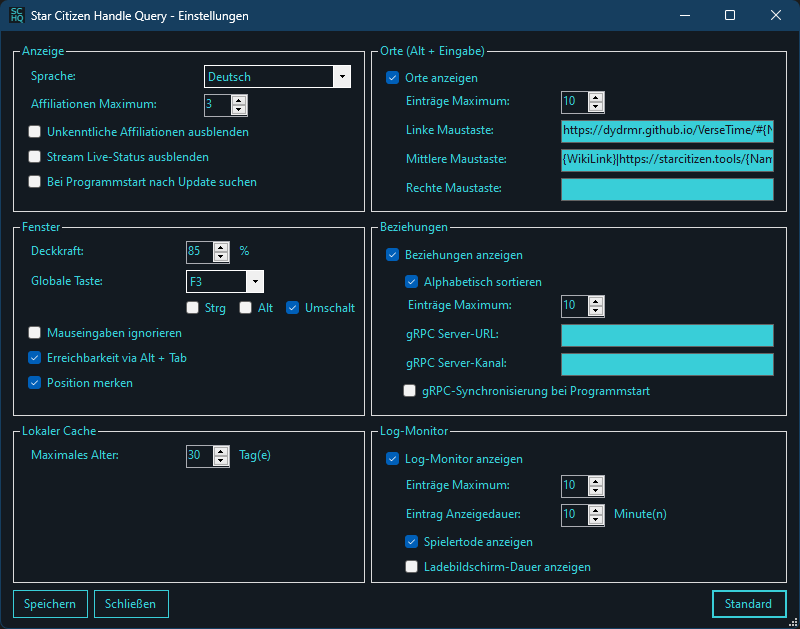 SC HQ Star Citizen Handle Query - Einstellungen
Anzeige
Sprache: Deutsch
Affiliationen Maximum: 3
Unkenntliche Affiliationen ausblenden
Stream Live-Status ausblenden
Bei Programmstart nach Update suchen
Orte (Alt + Eingabe)
Orte anzeigen
Einträge Maximum: 10
Linke Maustaste: https://dydrmr.github.io/VerseTime/#{N
Mittlere Maustaste: {WikiLink}|https://starcitizen.tools/{Nam
Rechte Maustaste:
Fenster
Deckkraft: 85 %
Globale Taste: F3
Strg Alt Umschalt
Mauseingaben ignorieren
Erreichbarkeit via Alt + Tab
Position merken
Beziehungen
Beziehungen anzeigen
Alphabetisch sortieren
Einträge Maximum: 10
gRPC Server-URL:
gRPC Server-Kanal:
gRPC-Synchronisierung bei Programmstart
Lokaler Cache
Maximales Alter: 30 Tag(e)
Log-Monitor
Log-Monitor anzeigen
Einträge Maximum: 10
Eintrag Anzeigedauer: 10 Minute(n)
Spielertode anzeigen
Ladebildschirm-Dauer anzeigen
Speichern Schließen Standard